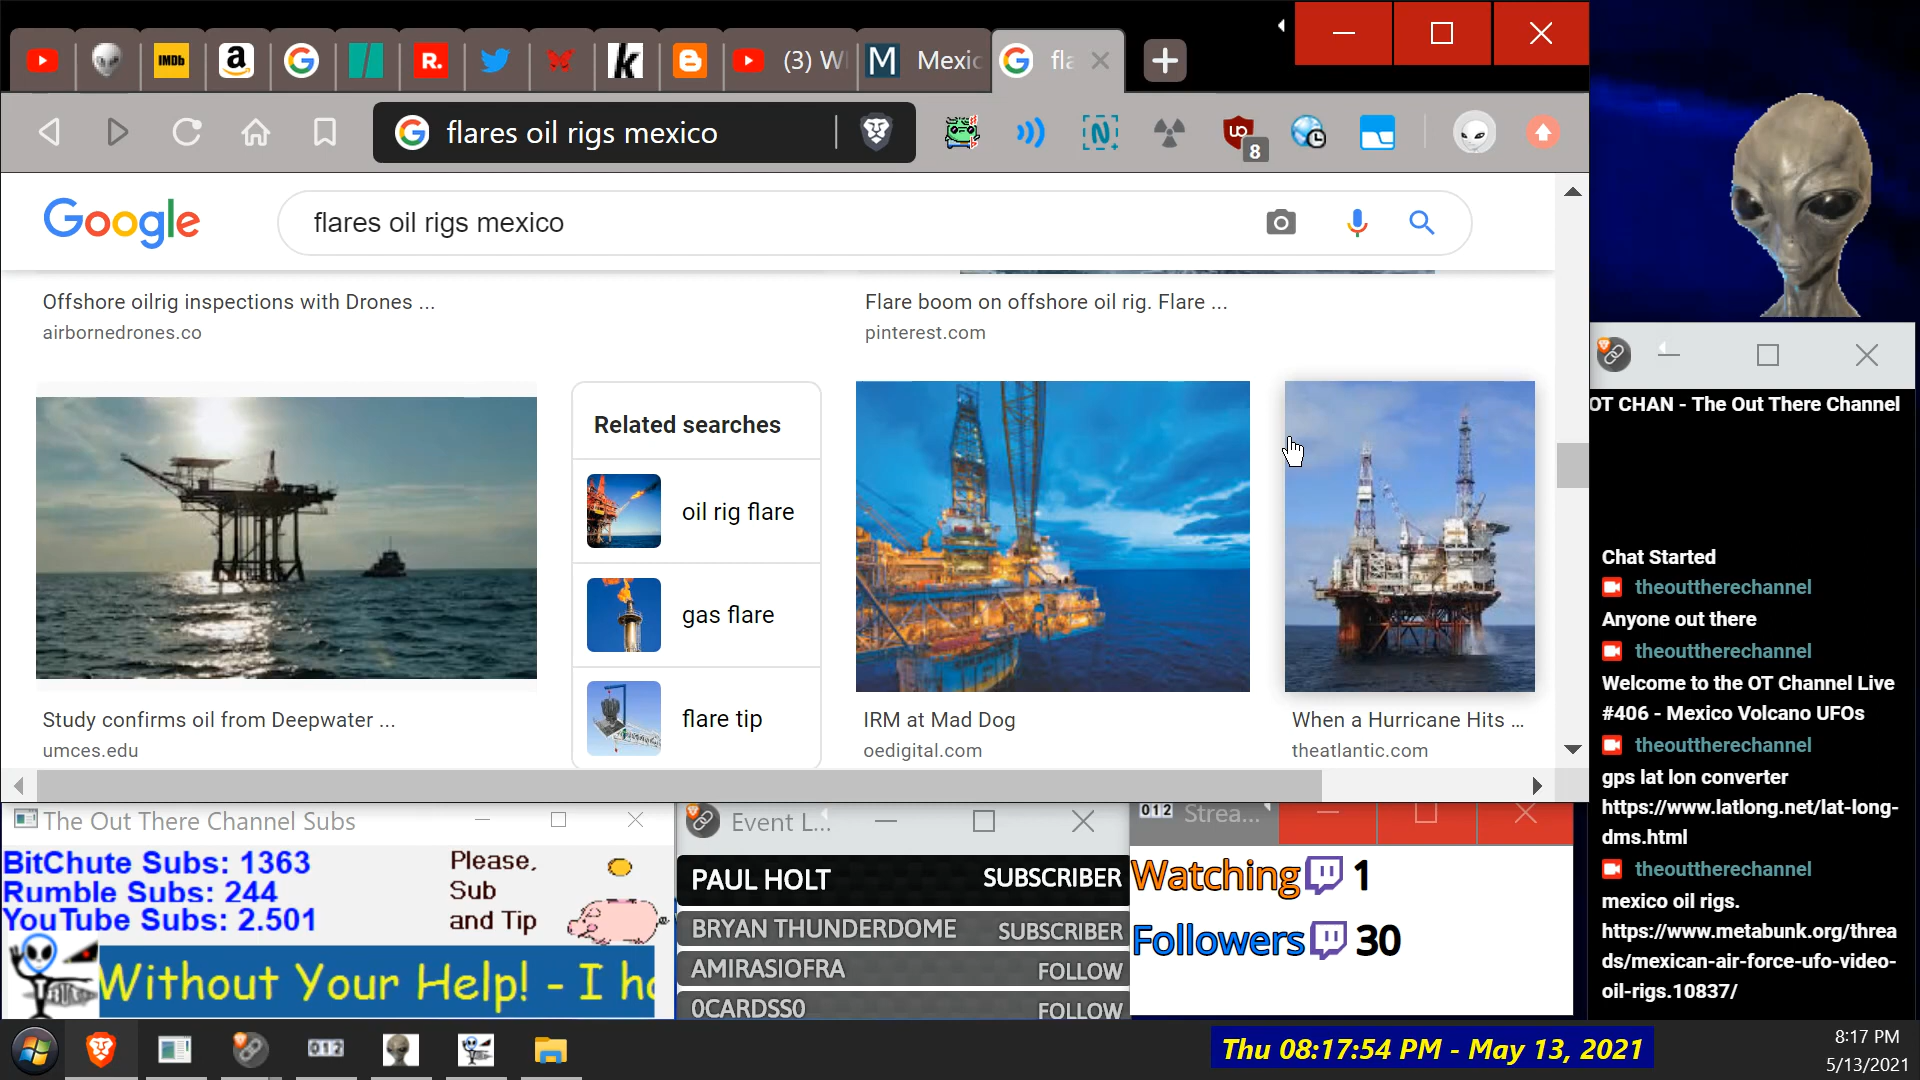 IMDb
a
R.
k
(3) W
M Mexic
fla
flares oil rigs mexico
N
UO
8
Google
flares oil rigs mexico
Offshore oilrig inspections with Drones ...
airbornedrones.co
Flare boom on offshore oil rig. Flare ...
pinterest.com
Related searches
oil rig flare
gas flare
flare tip
Study confirms oil from Deepwater ...
umces.edu
IRM at Mad Dog
oedigital.com
When a Hurricane Hits ...
theatlantic.com
OT CHAN - The Out There Channel
Chat Started
theouttherechannel
Anyone out there
theouttherechannel
Welcome to the OT Channel Live
#406 - Mexico Volcano UFOs
theouttherechannel
gps lat lon converter
https://www.latlong.net/lat-long-
dms.html
theouttherechannel
mexico oil rigs.
https://www.metabunk.org/threa
ds/mexican-air-force-ufo-video-
oil-rigs.10837/
The Out There Channel Subs
BitChute Subs: 1363
Rumble Subs: 244
YouTube Subs: 2.501
Please,
Sub
and Tip
Without Your Help! - I ho
Event L...
PAUL HOLT SUBSCRIBER
BRYAN THUNDERDOME SUBSCRIBER
AMIRASIOFRA FOLLOW
0CARDSS0 FOLLOW
012 Strea...
Watching 1
Followers 30
012
Thu 08:17:54 PM - May 13, 2021
8:17 PM
5/13/2021